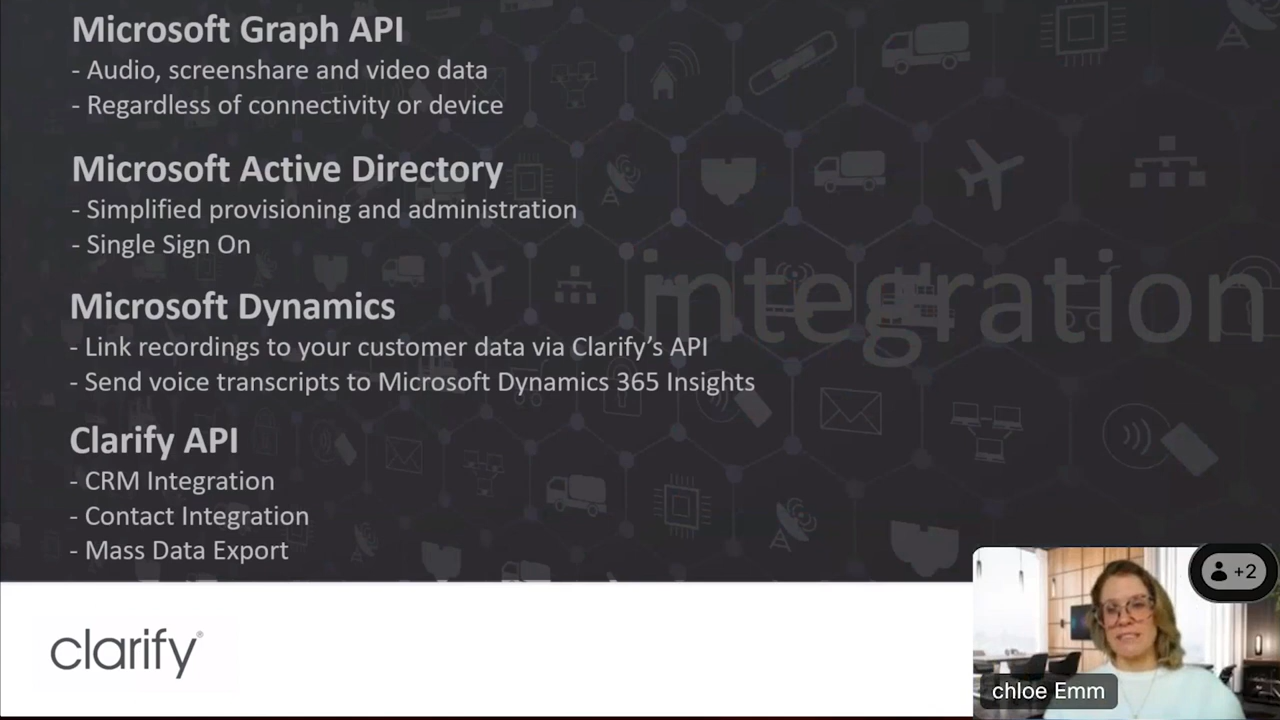 Microsoft Graph API
- Audio, screenshare and video data
- Regardless of connectivity or device
Microsoft Active Directory
- Simplified provisioning and administration
- Single Sign On
integration
Microsoft Dynamics
- Link recordings to your customer data via Clarify’s API
- Send voice transcripts to Microsoft Dynamics 365 Insights
Clarify API
- CRM Integration
- Contact Integration
- Mass Data Export
+2
clarify®
chloe Emm